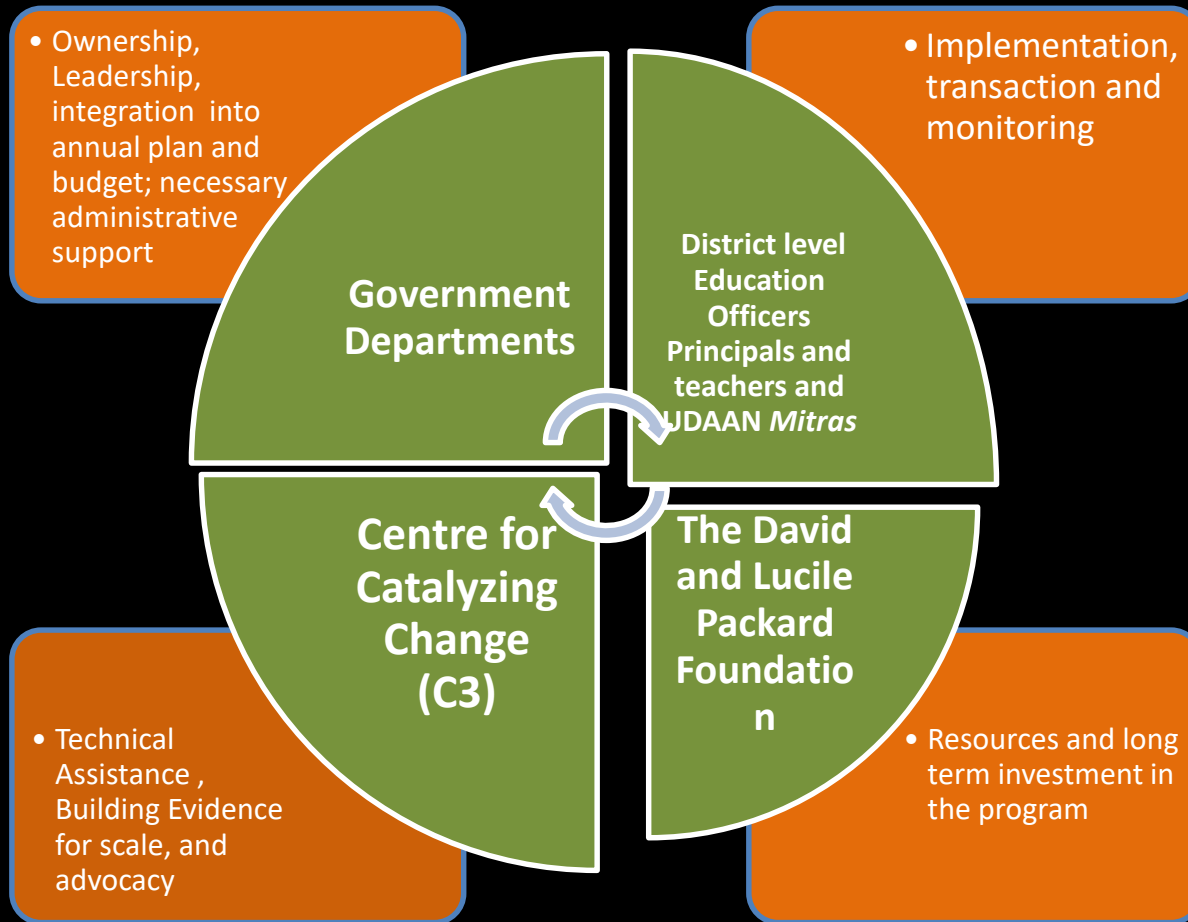 • Ownership,
Leadership,
integration into
annual plan and
budget; necessary
administrative
support
• Implementation,
transaction and
monitoring
Government
Departments
District level
Education
Officers
Principals and
teachers and
UDAAN Mitras
Centre for
Catalyzing
Change
(C3)
The David
and Lucile
Packard
Foundatio
n
• Technical
Assistance ,
Building Evidence
for scale, and
advocacy
• Resources and long
term investment in
the program